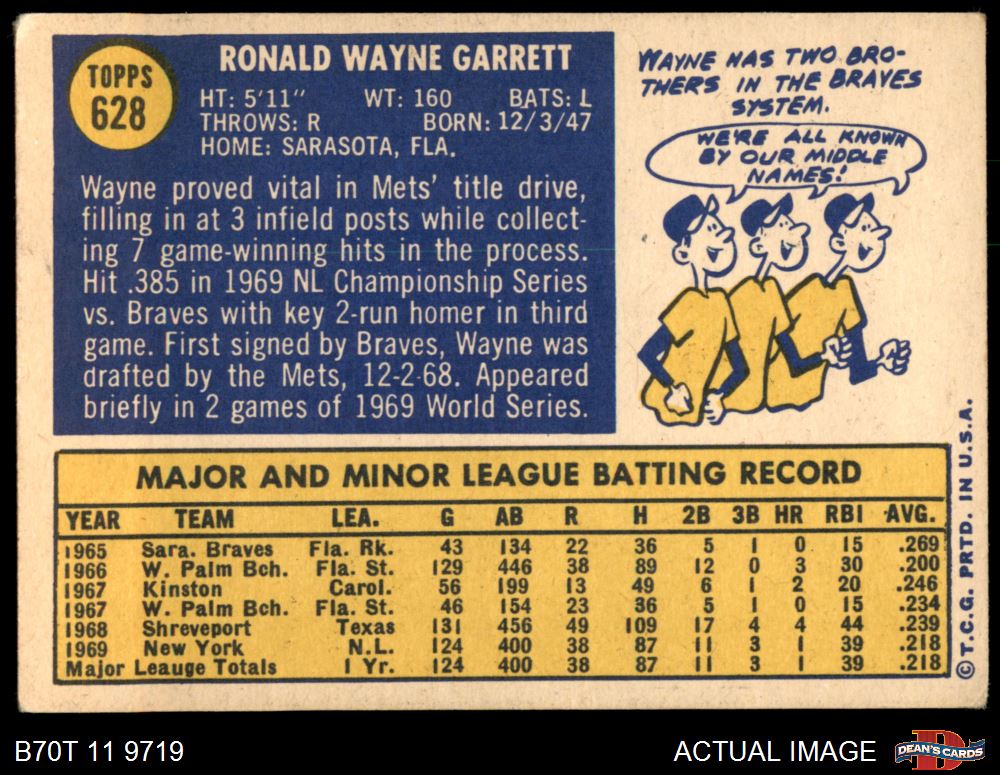 TOPPS
628
RONALD WAYNE GARRETT
HT: 5'11" WT: 160 BATS: L
THROWS: R BORN: 12/3/47
HOME: SARASOTA, FLA.
Wayne proved vital in Mets' title drive,
filling in at 3 infield posts while collect-
ing 7 game-winning hits in the process.
Hit .385 in 1969 NL Championship Series
vs. Braves with key 2-run homer in third
game. First signed by Braves, Wayne was
drafted by the Mets, 12-2-68. Appeared
briefly in 2 games of 1969 World Series.
WAYNE HAS TWO BRO-
THERS IN THE BRAVES
SYSTEM.
WE'RE ALL KNOWN
BY OUR MIDDLE
NAMES!
MAJOR AND MINOR LEAGUE BATTING RECORD
YEAR TEAM LEA. G AB R H 2B 3B HR RBI AVG.
1965 Sara. Braves Fla. Rk. 43 134 22 36 5 1 0 15 .269
1966 W. Palm Bch. Fla. St. 129 446 38 89 12 0 3 30 .200
1967 Kinston Carol. 56 199 13 49 6 1 2 20 .246
1967 W. Palm Bch. Fla. St. 46 154 23 36 5 1 0 15 .234
1968 Shreveport Texas 131 456 49 109 17 4 4 44 .239
1969 New York N.L. 124 400 38 87 11 3 1 39 .218
Major Leauge Totals 1 Yr. 124 400 38 87 11 3 1 39 .218
© T.C.G. PRTD. IN U.S.A.
B70T 11 9719
ACTUAL IMAGE
DEAN'S CARDS